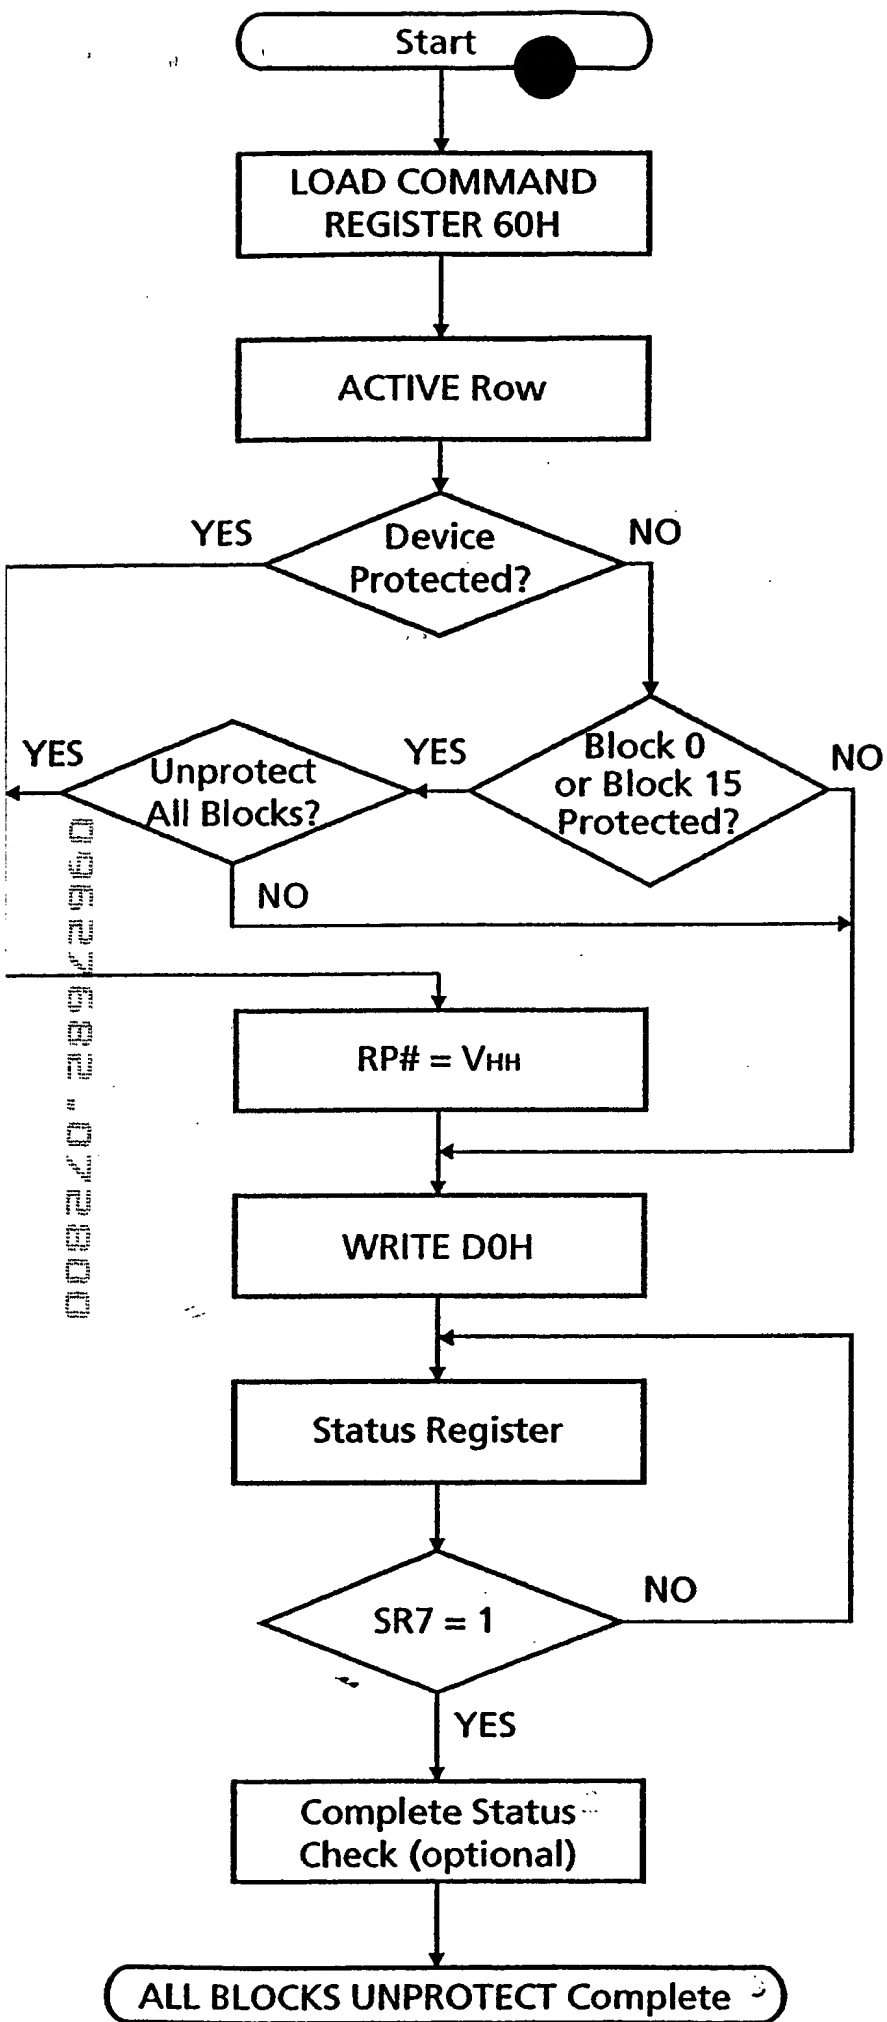 Start
LOAD COMMAND
REGISTER 60H
ACTIVE Row
YES
Device
Protected?
NO
YES
Unprotect
All Blocks?
YES
Block 0
or Block 15
Protected?
NO
NO
09627682.072800
RP# = VHH
WRITE D0H
Status Register
SR7 = 1
NO
YES
Complete Status
Check (optional)
ALL BLOCKS UNPROTECT Complete